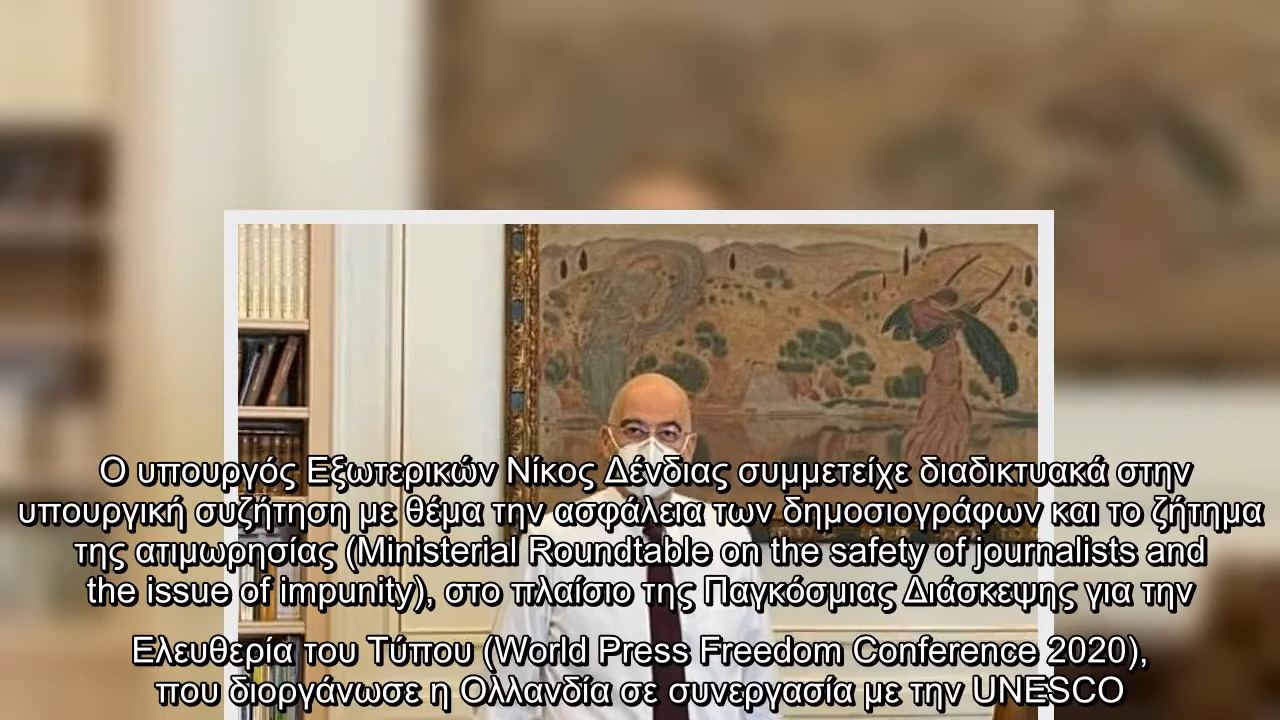 Ο υπουργός Εξωτερικών Νίκος Δένδιας συμμετείχε διαδικτυακά στην
υπουργική συζήτηση με θέμα την ασφάλεια των δημοσιογράφων και το ζήτημα
της ατιμωρησίας (Ministerial Roundtable on the safety of journalists and
the issue of impunity), στο πλαίσιο της Παγκόσμιας Διάσκεψης για την
Ελευθερία του Τύπου (World Press Freedom Conference 2020),
που διοργάνωσε η Ολλανδία σε συνεργασία με την UNESCO